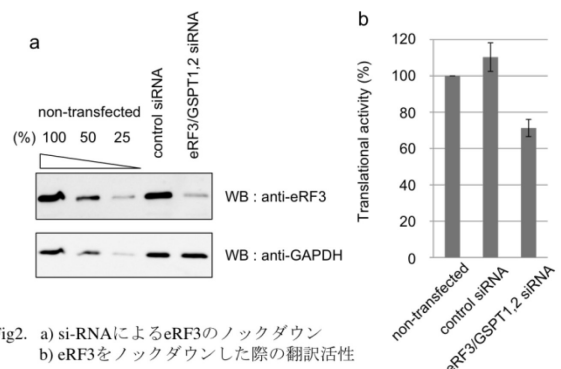 a
non-transfected
(%) 100 50 25
control siRNA
eRF3/GSPT1,2 siRNA
WB : anti-eRF3
WB : anti-GAPDH
b
Translational activity (%)
120
100
80
60
40
20
0
non-transfected
control siRNA
eRF3/GSPT1,2 siRNA
Fig2. a) si-RNAによるeRF3のノックダウン
b) eRF3をノックダウンした際の翻訳活性